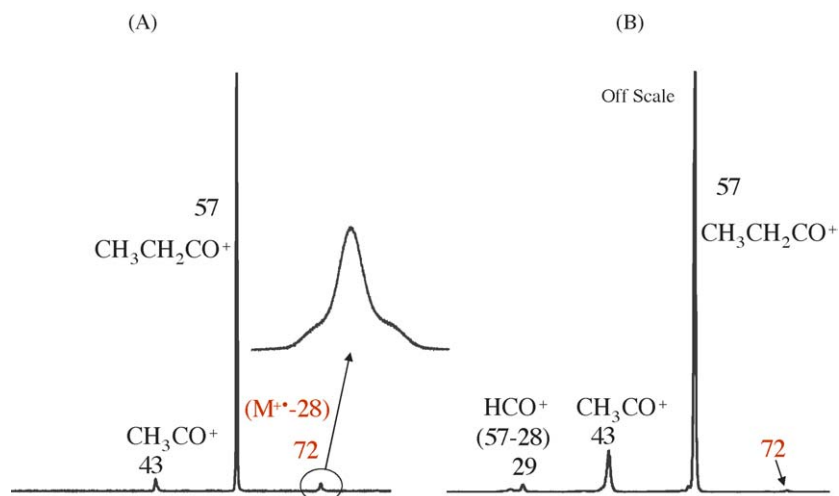 (A)
(B)
Off Scale
57
CH₃CH₂CO⁺
57
CH₃CH₂CO⁺
(M⁺•-28)
72
CH₃CO⁺
43
HCO⁺
(57-28)
29
CH₃CO⁺
43
72